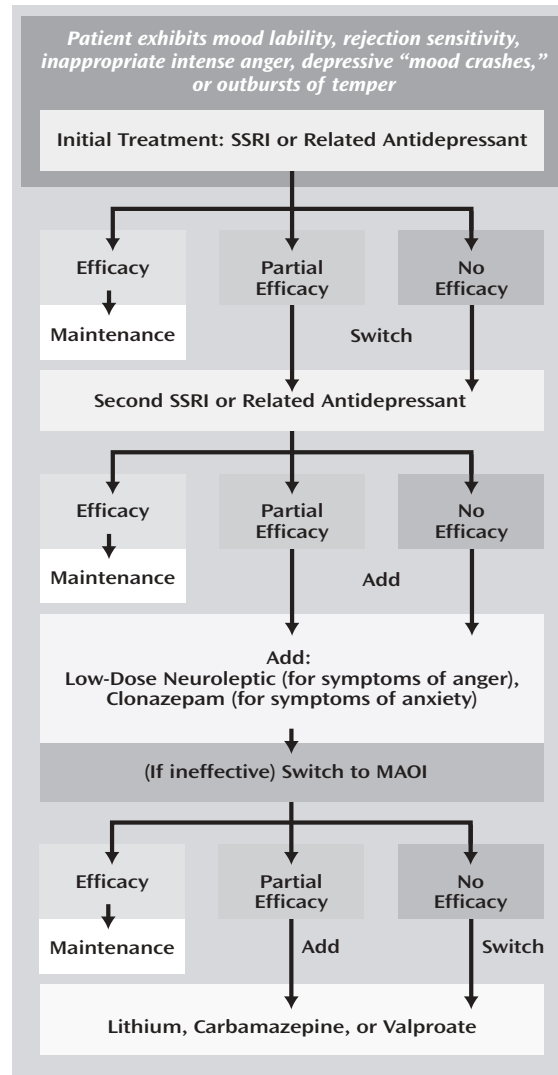 Patient exhibits mood lability, rejection sensitivity,
inappropriate intense anger, depressive “mood crashes,”
or outbursts of temper
Initial Treatment: SSRI or Related Antidepressant
Efficacy
Partial
Efficacy
No
Efficacy
Maintenance
Switch
Second SSRI or Related Antidepressant
Efficacy
Partial
Efficacy
No
Efficacy
Maintenance
Add
Add:
Low-Dose Neuroleptic (for symptoms of anger),
Clonazepam (for symptoms of anxiety)
(If ineffective) Switch to MAOI
Efficacy
Partial
Efficacy
No
Efficacy
Maintenance
Add
Switch
Lithium, Carbamazepine, or Valproate